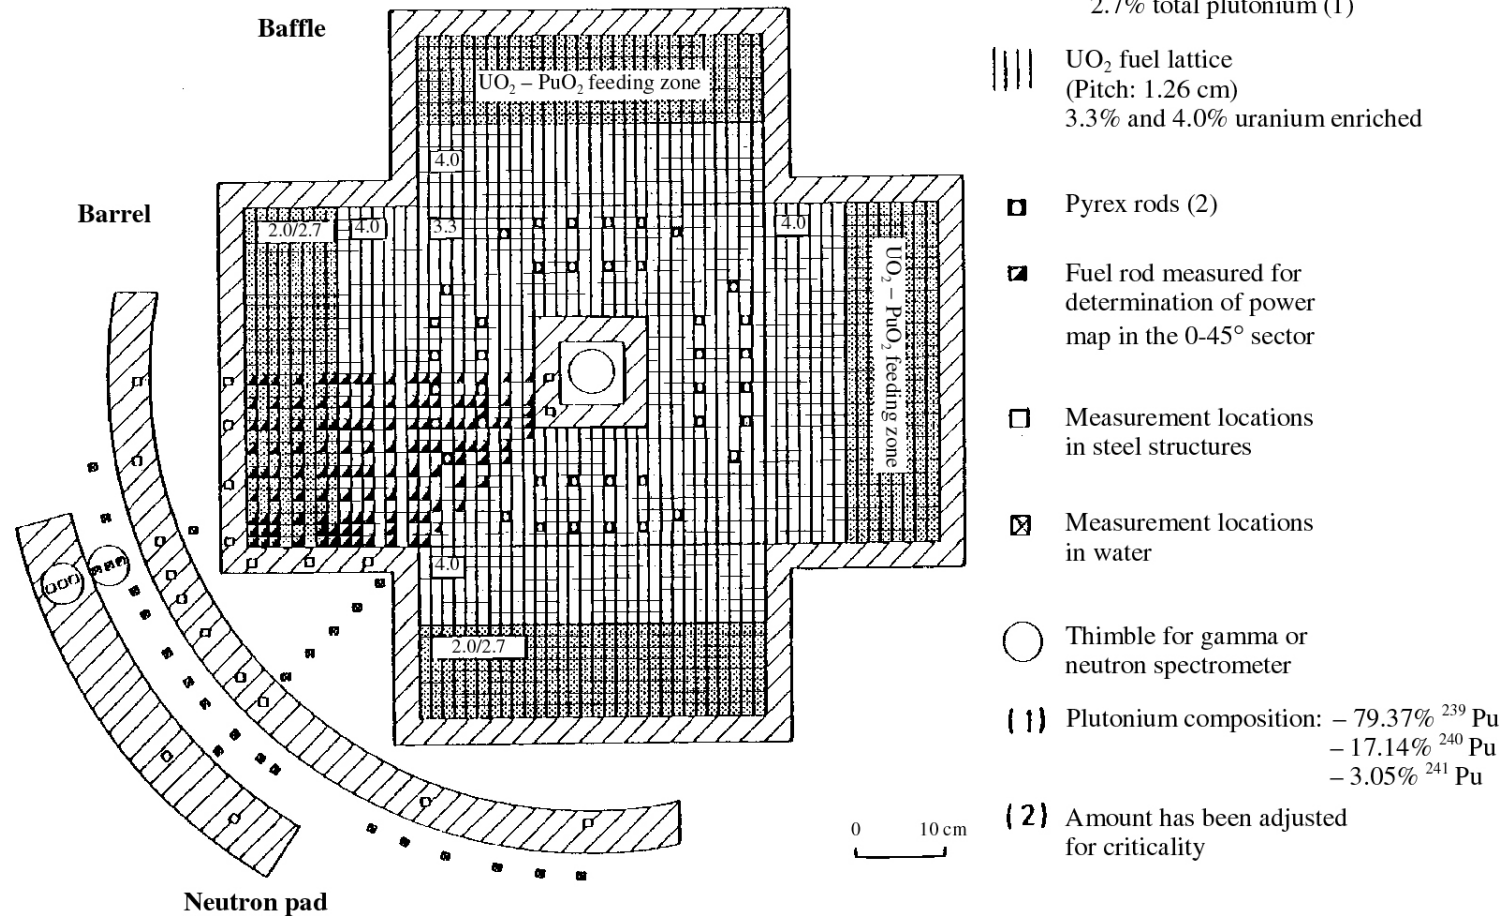 Baffle
Barrel
Neutron pad
UO₂ – PuO₂ feeding zone
4.0
2.0/2.7
4.0
3.3
4.0
UO₂ – PuO₂ feeding zone
4.0
2.0/2.7
0 10 cm
2.7% total plutonium (1)
UO₂ fuel lattice
(Pitch: 1.26 cm)
3.3% and 4.0% uranium enriched
Pyrex rods (2)
Fuel rod measured for
determination of power
map in the 0-45° sector
Measurement locations
in steel structures
Measurement locations
in water
Thimble for gamma or
neutron spectrometer
(1) Plutonium composition: – 79.37% ²³⁹ Pu
– 17.14% ²⁴⁰ Pu
– 3.05% ²⁴¹ Pu
(2) Amount has been adjusted
for criticality